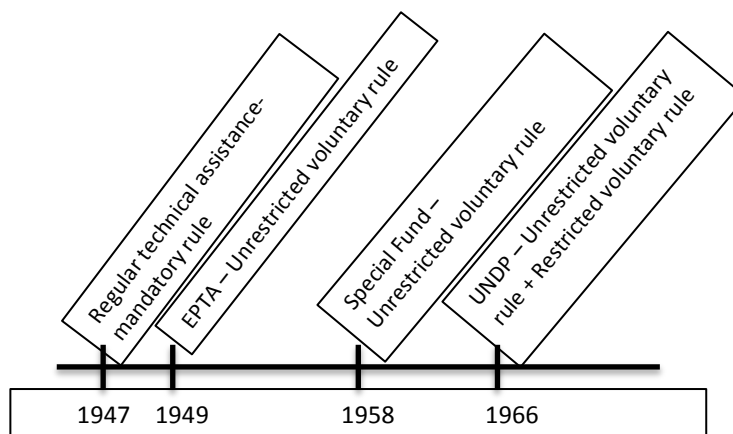 Regular technical assistance-
mandatory rule
EPTA – Unrestricted voluntary rule
Special Fund –
Unrestricted voluntary rule
UNDP – Unrestricted voluntary
rule + Restricted voluntary rule
1947 1949 1958 1966